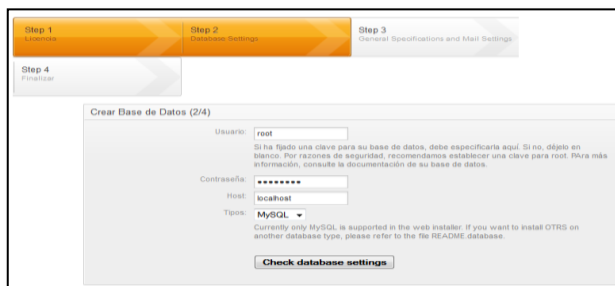 Step 1
Licencia
Step 2
Database Settings
Step 3
General Specifications and Mail Settings
Step 4
Finalizar
Crear Base de Datos (2/4)
Usuario: root
Si ha fijado una clave para su base de datos, debe especificarla aquí. Si no, déjelo en
blanco. Por razones de seguridad, recomendamos establecer una clave para root. PAra más
información, consulte la documentación de su base de datos.
Contraseña: ********
Host: localhost
Tipos: MySQL
Currently only MySQL is supported in the web installer. If you want to install OTRS on
another database type, please refer to the file README.database.
Check database settings